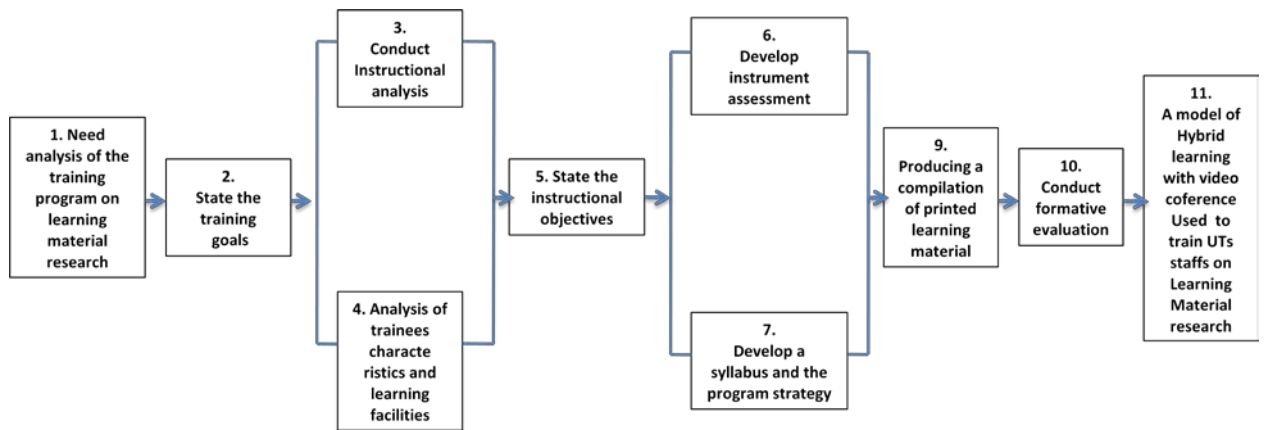 1. Need
analysis of the
training
program on
learning
material
research
2.
State the
training
goals
3.
Conduct
Instructional
analysis
4. Analysis of
trainees
characte
ristics and
learning
facilities
5. State the
instructional
objectives
6.
Develop
instrument
assessment
7.
Develop a
syllabus and the
program strategy
9.
Producing a
compilation
of printed
learning
material
10.
Conduct
formative
evaluation
11.
A model of
Hybrid
learning
with video
coference
Used to
train UTs
staffs on
Learning
Material
research